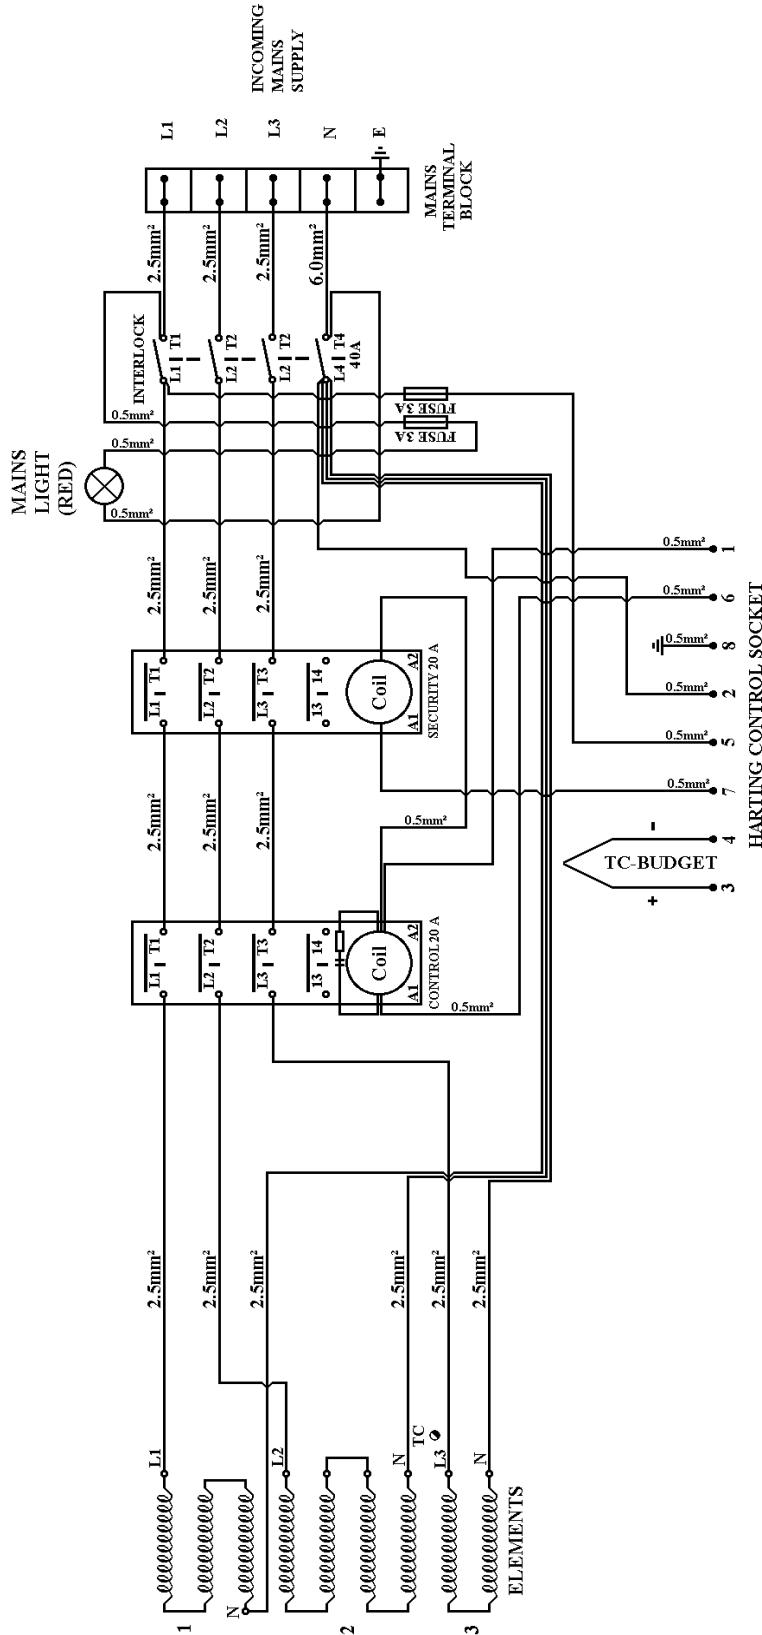 INCOMING
MAINS
SUPPLY
L1
L2
L3
N
E
MAINS
TERMINAL
BLOCK
2.5mm²
2.5mm²
2.5mm²
6.0mm²
INTERLOCK
L1 T1
L2 T2
L2 T2
L4 T4
40A
FUSE 3A
FUSE 3A
0.5mm²
0.5mm²
0.5mm²
MAINS
LIGHT
(RED)
2.5mm²
2.5mm²
2.5mm²
L1 T1
L2 T2
L3 T3
13 14
Coil
A1 A2
SECURITY 20 A
2.5mm²
2.5mm²
2.5mm²
0.5mm²
L1 T1
L2 T2
L3 T3
13 14
Coil
A1 A2
CONTROL 20 A
0.5mm²
2.5mm²
2.5mm²
2.5mm²
2.5mm²
2.5mm²
2.5mm²
L1
N
L2
N
TC
L3
N
1
2
3
ELEMENTS
0.5mm²
0.5mm²
0.5mm²
0.5mm²
0.5mm²
0.5mm²
+
-
TC-BUDGET
3
4
7
5
2
8
6
1
HARTING CONTROL SOCKET